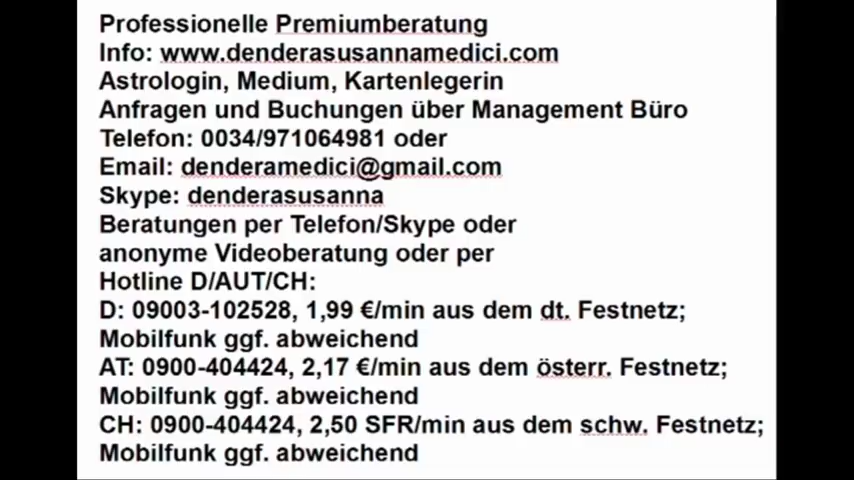 Professionelle Premiumberatung
Info: www.denderasusannamedici.com
Astrologin, Medium, Kartenlegerin
Anfragen und Buchungen über Management Büro
Telefon: 0034/971064981 oder
Email: denderamedici@gmail.com
Skype: denderasusanna
Beratungen per Telefon/Skype oder
anonyme Videoberatung oder per
Hotline D/AUT/CH:
D: 09003-102528, 1,99 €/min aus dem dt. Festnetz;
Mobilfunk ggf. abweichend
AT: 0900-404424, 2,17 €/min aus dem österr. Festnetz;
Mobilfunk ggf. abweichend
CH: 0900-404424, 2,50 SFR/min aus dem schw. Festnetz;
Mobilfunk ggf. abweichend